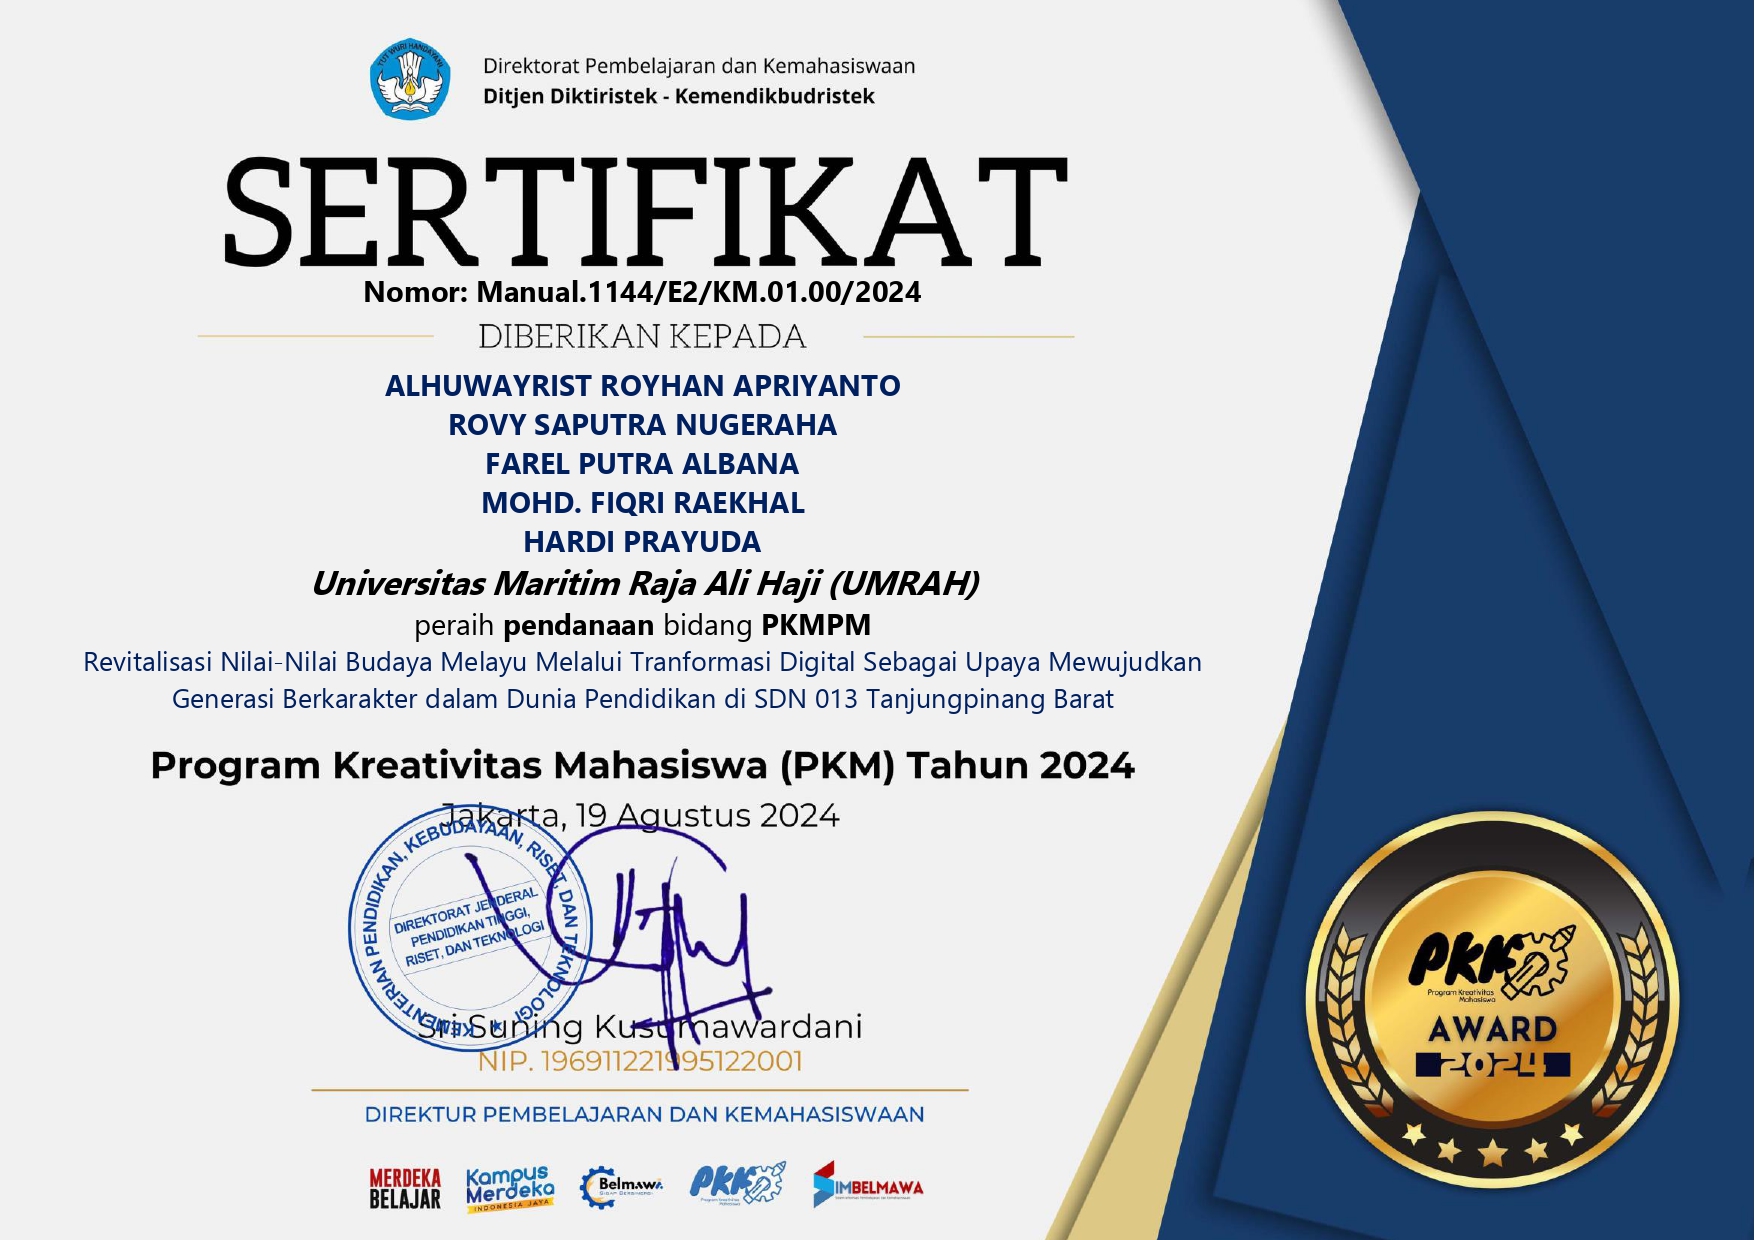 TUT WURI HANDAYANI
Direktorat Pembelajaran dan Kemahasiswaan
Ditjen Diktiristek - Kemendikbudristek
SERTIFIKAT
Nomor: Manual.1144/E2/KM.01.00/2024
DIBERIKAN KEPADA
ALHUWAYRIST ROYHAN APRIYANTO
ROVY SAPUTRA NUGERAHA
FAREL PUTRA ALBANA
MOHD. FIQRI RAEKHAL
HARDI PRAYUDA
Universitas Maritim Raja Ali Haji (UMRAH)
peraih pendanaan bidang PKMPM
Revitalisasi Nilai-Nilai Budaya Melayu Melalui Tranformasi Digital Sebagai Upaya Mewujudkan
Generasi Berkarakter dalam Dunia Pendidikan di SDN 013 Tanjungpinang Barat
Program Kreativitas Mahasiswa (PKM) Tahun 2024
Jakarta, 19 Agustus 2024
KEMENTERIAN PENDIDIKAN, KEBUDAYAAN, RISET, DAN TEKNOLOGI
DIREKTORAT JENDERAL
PENDIDIKAN TINGGI,
RISET, DAN TEKNOLOGI
Sri Suning Kusumawardani
NIP. 196911221995122001
DIREKTUR PEMBELAJARAN DAN KEMAHASISWAAN
MERDEKA
BELAJAR
Kampus
Merdeka
INDONESIA JAYA
Belmawa
PKM
SIMBELMAWA
PKM
Program Kreativitas
Mahasiswa
AWARD
2024